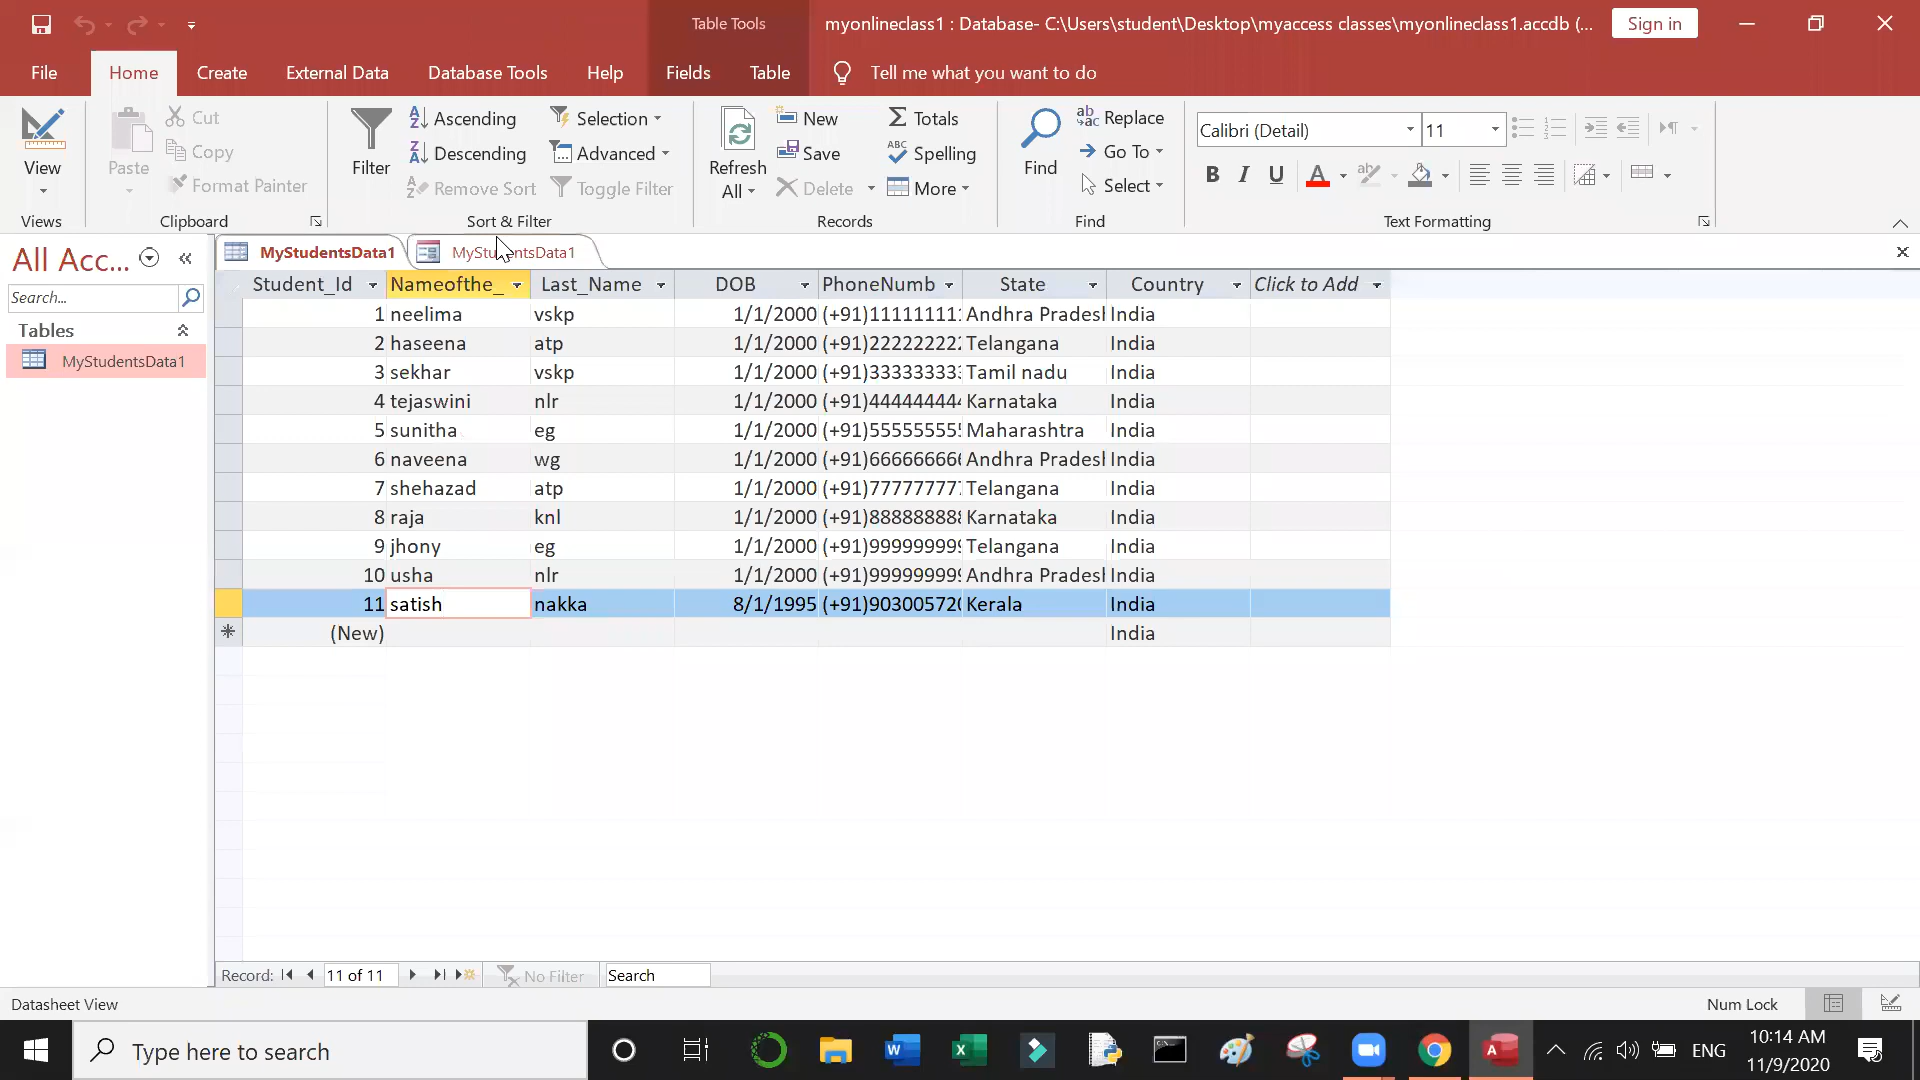 Table Tools
myonlineclass1 : Database- C:\Users\student\Desktop\myaccess classes\myonlineclass1.accdb (...
Sign in
File Home Create External Data Database Tools Help Fields Table Tell me what you want to do
View
Views
Paste
Cut
Copy
Format Painter
Clipboard
Filter
Ascending
Descending
Remove Sort
Selection
Advanced
Toggle Filter
Sort & Filter
Refresh
All
New
Save
Delete
Totals
Spelling
More
Records
Find
Replace
Go To
Select
Find
Calibri (Detail) 11
B I U A
Text Formatting
All Acc...
Search...
Tables
MyStudentsData1
MyStudentsData1 MyStudentsData1
Student_Id Nameofthe_ Last_Name DOB PhoneNumb State Country Click to Add
1 neelima vskp 1/1/2000 (+91)11111111 Andhra Pradesh India
2 haseena atp 1/1/2000 (+91)22222222 Telangana India
3 sekhar vskp 1/1/2000 (+91)33333333 Tamil nadu India
4 tejaswini nlr 1/1/2000 (+91)44444444 Karnataka India
5 sunitha eg 1/1/2000 (+91)55555555 Maharashtra India
6 naveena wg 1/1/2000 (+91)66666666 Andhra Pradesh India
7 shehazad atp 1/1/2000 (+91)77777777 Telangana India
8 raja knl 1/1/2000 (+91)88888888 Karnataka India
9 jhony eg 1/1/2000 (+91)99999999 Telangana India
10 usha nlr 1/1/2000 (+91)99999999 Andhra Pradesh India
11 satish nakka 8/1/1995 (+91)90300572 Kerala India
(New) India
Record: 11 of 11 No Filter Search
Datasheet View
Num Lock
Type here to search
ENG
10:14 AM
11/9/2020